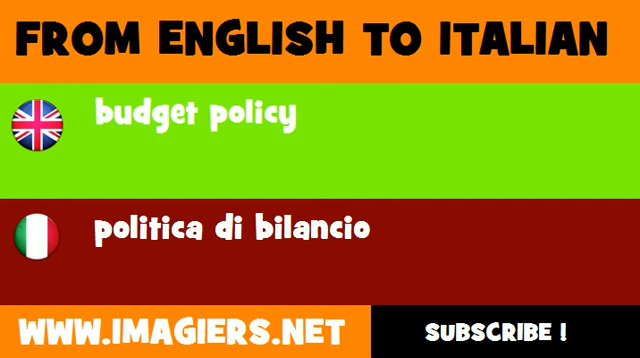 FROM ENGLISH TO ITALIAN
budget policy
politica di bilancio
WWW.IMAGIERS.NET
SUBSCRIBE !